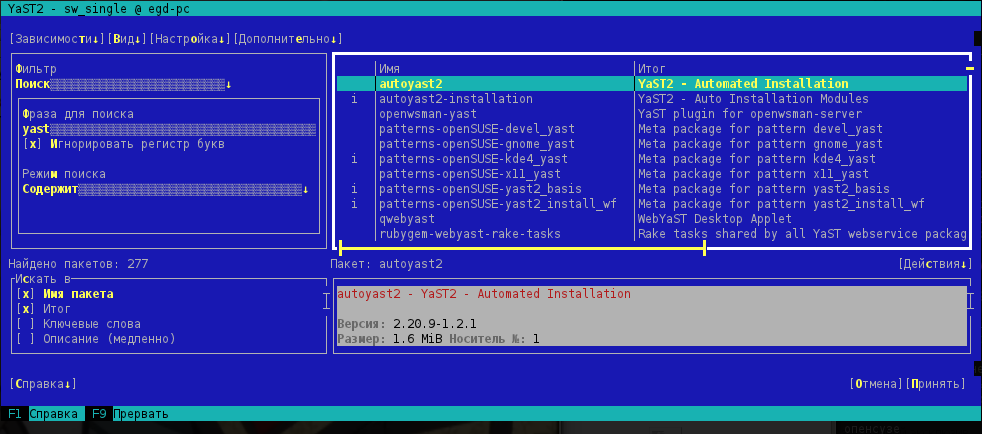 YaST2 - sw_single @ egd-pc
[Зависимости↓][Вид↓][Настройка↓][Дополнительно↓]
Фильтр
Поиск↓
Фраза для поиска
yast
[x] Игнорировать регистр букв
Режим поиска
Содержит↓
Имя Итог
autoyast2 YaST2 - Automated Installation
i autoyast2-installation YaST2 - Auto Installation Modules
openwsman-yast YaST plugin for openwsman-server
patterns-openSUSE-devel_yast Meta package for pattern devel_yast
patterns-openSUSE-gnome_yast Meta package for pattern gnome_yast
i patterns-openSUSE-kde4_yast Meta package for pattern kde4_yast
patterns-openSUSE-x11_yast Meta package for pattern x11_yast
i patterns-openSUSE-yast2_basis Meta package for pattern yast2_basis
i patterns-openSUSE-yast2_install_wf Meta package for pattern yast2_install_wf
qwebyast WebYaST Desktop Applet
rubygem-webyast-rake-tasks Rake tasks shared by all YaST webservice packag
Найдено пакетов: 277
Искать в
[x] Имя пакета
[x] Итог
[ ] Ключевые слова
[ ] Описание (медленно)
Пакет: autoyast2 [Действия↓]
autoyast2 - YaST2 - Automated Installation
Версия: 2.20.9-1.2.1
Размер: 1.6 MiB Носитель №: 1
[Справка↓] [Отмена][Принять]
F1 Справка F9 Прервать
опенсузе